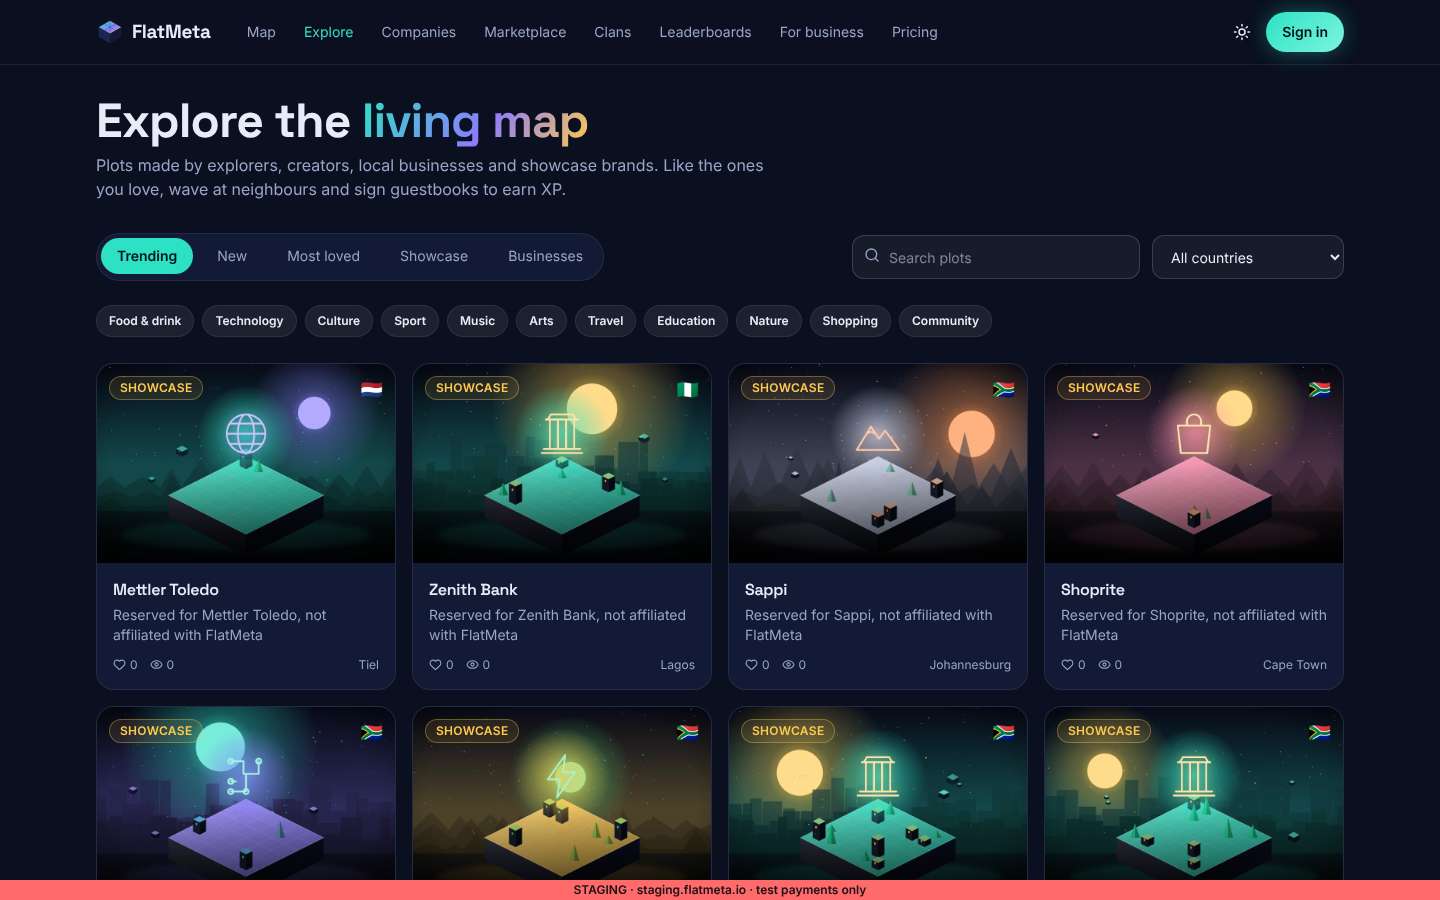 FlatMeta
Map
Explore
Companies
Marketplace
Clans
Leaderboards
For business
Pricing
Sign in
Explore the living map
Plots made by explorers, creators, local businesses and showcase brands. Like the ones
you love, wave at neighbours and sign guestbooks to earn XP.
Trending
New
Most loved
Showcase
Businesses
Search plots
All countries
Food & drink
Technology
Culture
Sport
Music
Arts
Travel
Education
Nature
Shopping
Community
SHOWCASE
Mettler Toledo
Reserved for Mettler Toledo, not
affiliated with FlatMeta
0 0 Tiel
SHOWCASE
Zenith Bank
Reserved for Zenith Bank, not affiliated
with FlatMeta
0 0 Lagos
SHOWCASE
Sappi
Reserved for Sappi, not affiliated with
FlatMeta
0 0 Johannesburg
SHOWCASE
Shoprite
Reserved for Shoprite, not affiliated with
FlatMeta
0 0 Cape Town
SHOWCASE
SHOWCASE
SHOWCASE
SHOWCASE
STAGING · staging.flatmeta.io · test payments only